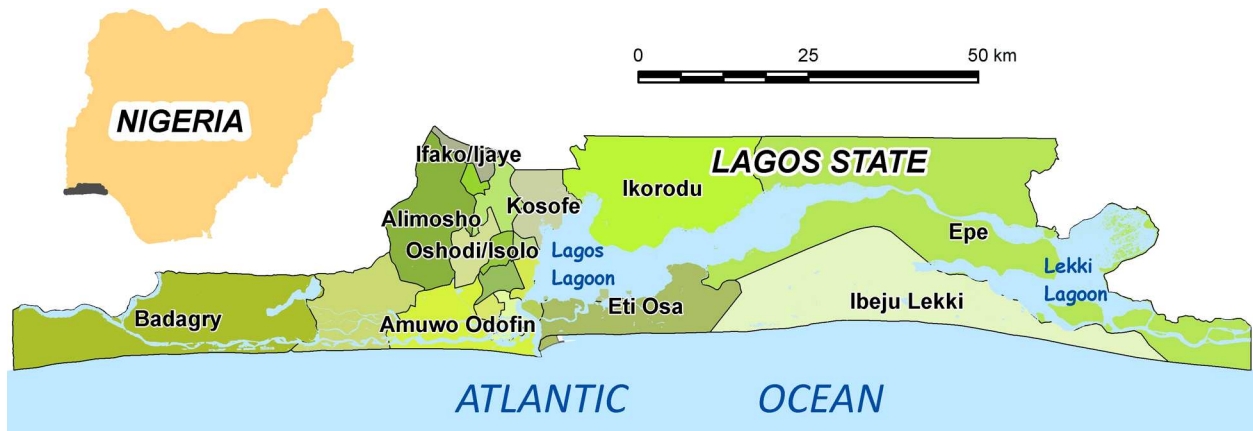 NIGERIA
0 25 50 km
LAGOS STATE
Ifako/Ijaye
Ikorodu
Kosofe
Alimosho
Oshodi/Isolo
Epe
Lagos
Lagoon
Lekki
Lagoon
Badagry
Amuwo Odofin
Eti Osa
Ibeju Lekki
ATLANTIC OCEAN